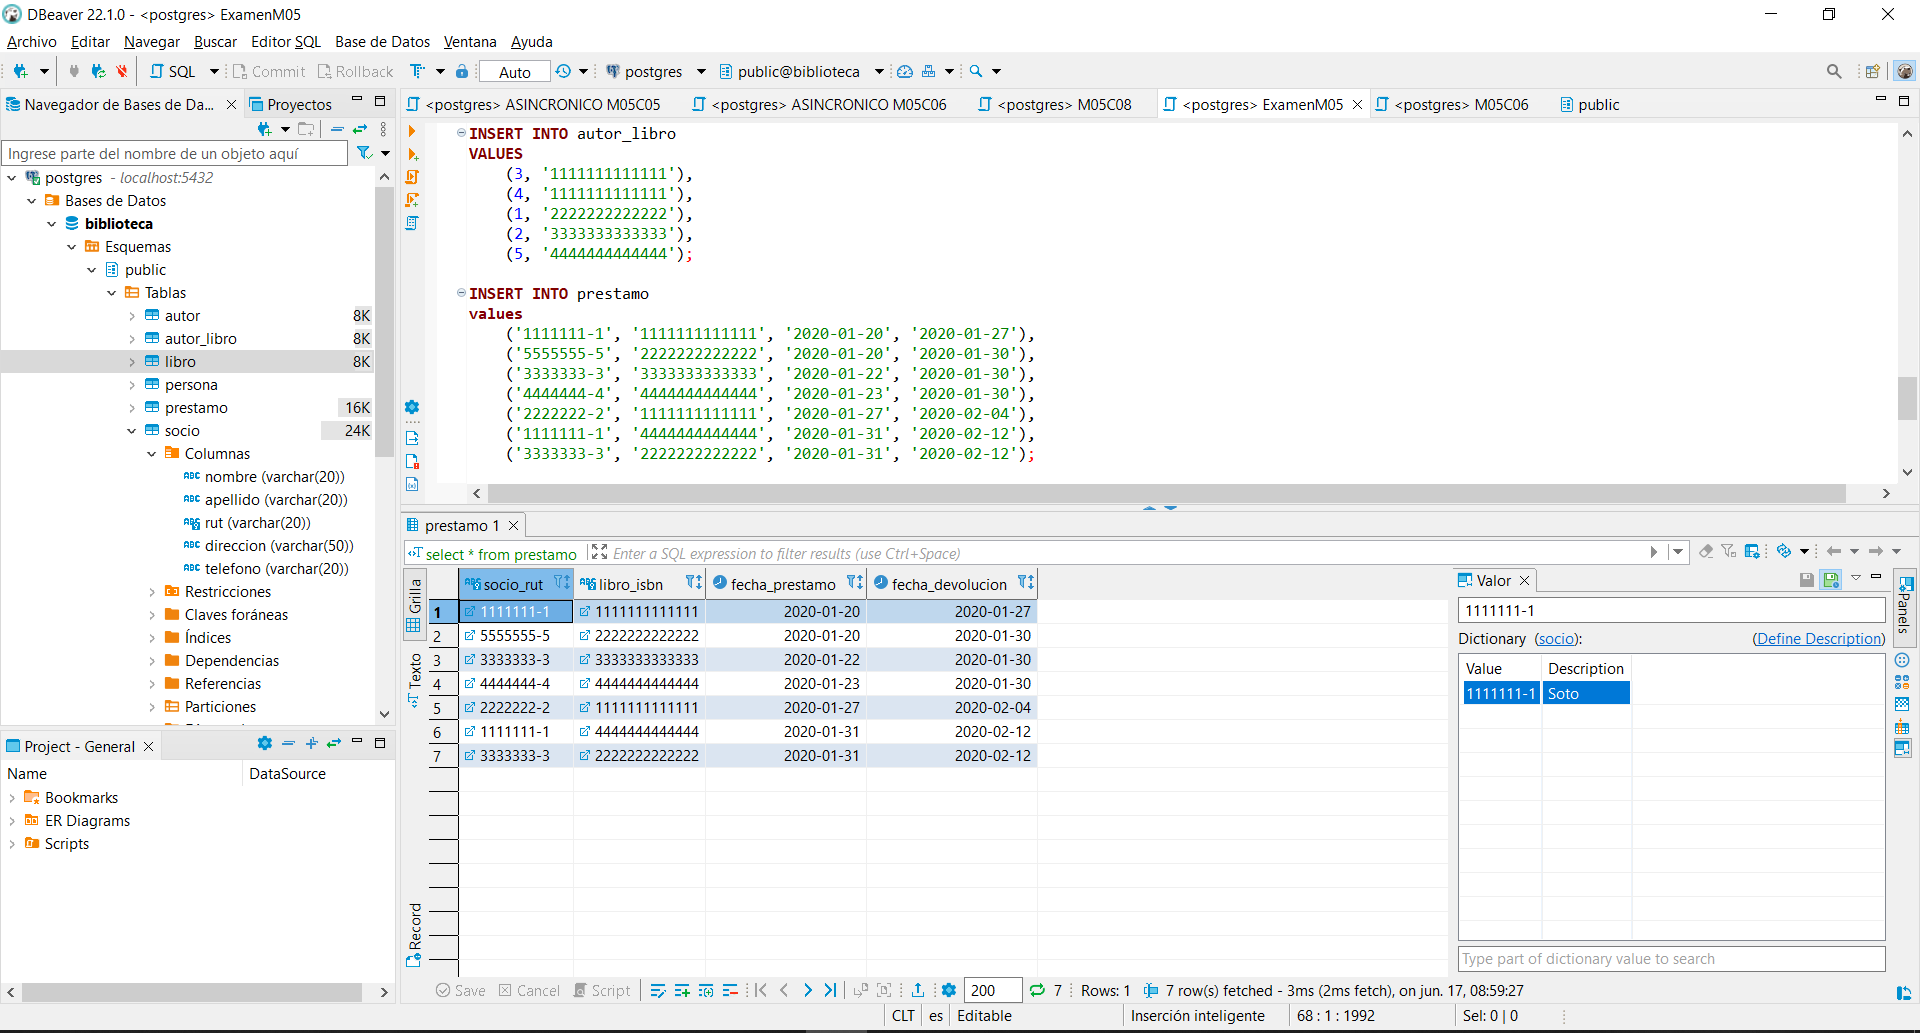 DBeaver 22.1.0 - <postgres> ExamenM05
Archivo Editar Navegar Buscar Editor SQL Base de Datos Ventana Ayuda
SQL Commit Rollback Auto postgres public@biblioteca
Navegador de Bases de Da... Proyectos
Ingrese parte del nombre de un objeto aquí
postgres - localhost:5432
Bases de Datos
biblioteca
Esquemas
public
Tablas
autor 8K
autor_libro 8K
libro 8K
persona
prestamo 16K
socio 24K
Columnas
ABC nombre (varchar(20))
ABC apellido (varchar(20))
rut (varchar(20))
ABC direccion (varchar(50))
ABC telefono (varchar(20))
Restricciones
Claves foráneas
Índices
Dependencias
Referencias
Particiones
Project - General
Name DataSource
Bookmarks
ER Diagrams
Scripts
<postgres> ASINCRONICO M05C05 <postgres> ASINCRONICO M05C06 <postgres> M05C08 <postgres> ExamenM05 <postgres> M05C06 public
INSERT INTO autor_libro
VALUES
(3, '1111111111111'),
(4, '1111111111111'),
(1, '2222222222222'),
(2, '3333333333333'),
(5, '4444444444444');
INSERT INTO prestamo
values
('1111111-1', '1111111111111', '2020-01-20', '2020-01-27'),
('5555555-5', '2222222222222', '2020-01-20', '2020-01-30'),
('3333333-3', '3333333333333', '2020-01-22', '2020-01-30'),
('4444444-4', '4444444444444', '2020-01-23', '2020-01-30'),
('2222222-2', '1111111111111', '2020-01-27', '2020-02-04'),
('1111111-1', '4444444444444', '2020-01-31', '2020-02-12'),
('3333333-3', '2222222222222', '2020-01-31', '2020-02-12');
prestamo 1
select * from prestamo Enter a SQL expression to filter results (use Ctrl+Space)
Grilla
Texto
Record
socio_rut libro_isbn fecha_prestamo fecha_devolucion
1 1111111-1 1111111111111 2020-01-20 2020-01-27
2 5555555-5 2222222222222 2020-01-20 2020-01-30
3 3333333-3 3333333333333 2020-01-22 2020-01-30
4 4444444-4 4444444444444 2020-01-23 2020-01-30
5 2222222-2 1111111111111 2020-01-27 2020-02-04
6 1111111-1 4444444444444 2020-01-31 2020-02-12
7 3333333-3 2222222222222 2020-01-31 2020-02-12
Valor
1111111-1
Dictionary (socio): (Define Description)
Value Description
1111111-1 Soto
Type part of dictionary value to search
Panels
Save Cancel Script 200 7 Rows: 1 7 row(s) fetched - 3ms (2ms fetch), on jun. 17, 08:59:27
CLT es Editable Inserción inteligente 68 : 1 : 1992 Sel: 0 | 0